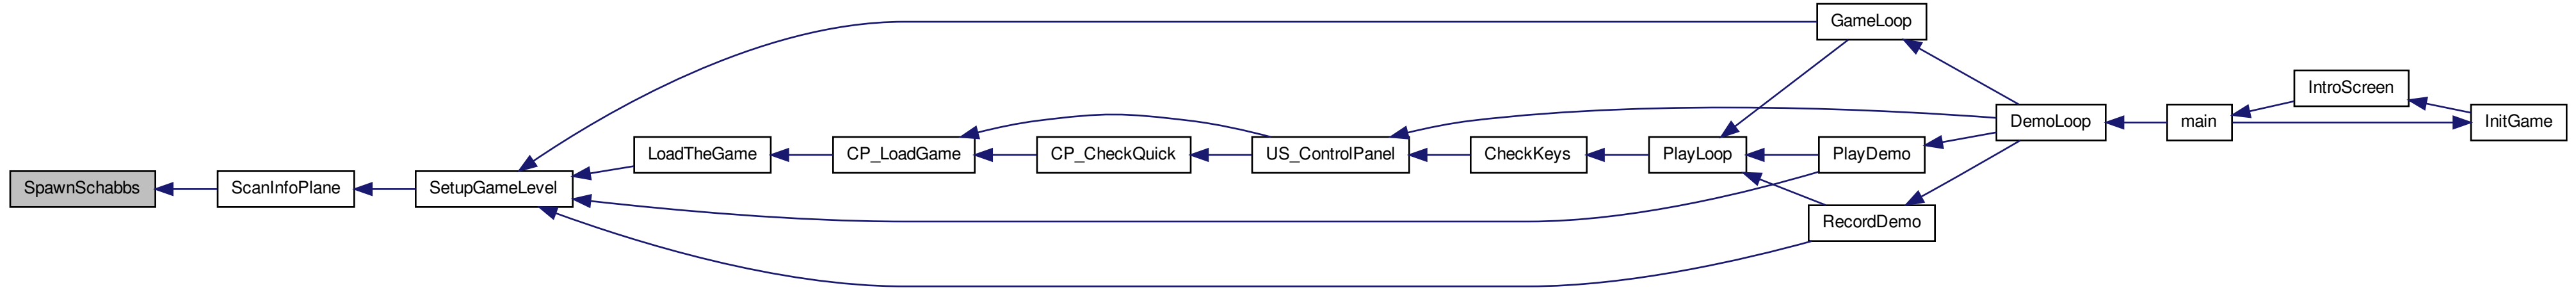 SpawnSchabbs
ScanInfoPlane
SetupGameLevel
LoadTheGame
CP_LoadGame
CP_CheckQuick
US_ControlPanel
CheckKeys
PlayLoop
GameLoop
PlayDemo
RecordDemo
DemoLoop
main
IntroScreen
InitGame